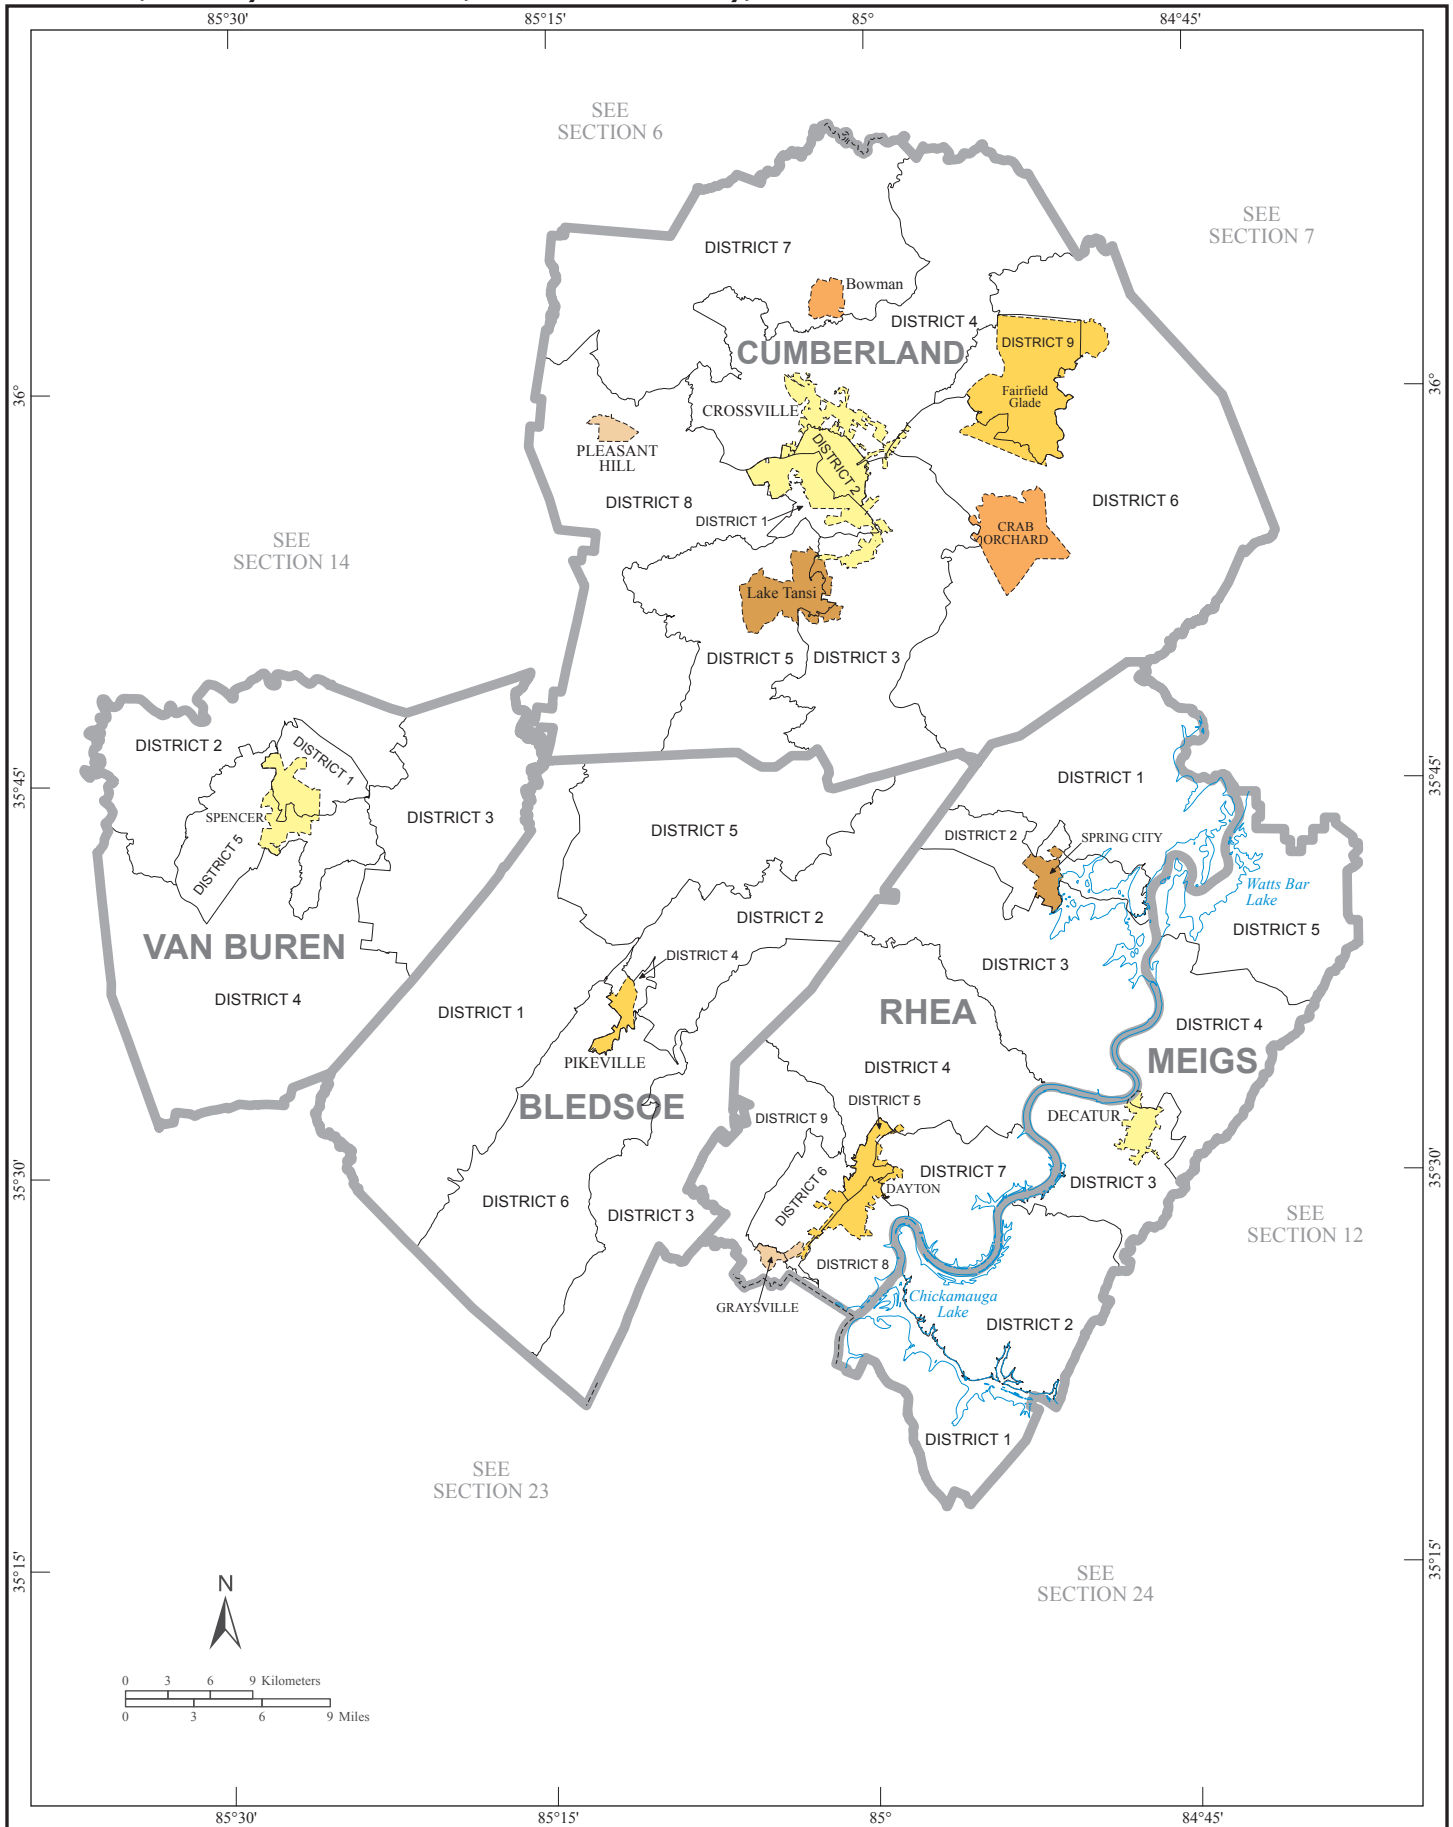 85°30'
85°15'
85°
84°45'
SEE
SECTION 6
SEE
SECTION 7
DISTRICT 7
Bowman
DISTRICT 4
CUMBERLAND
DISTRICT 9
36°
36°
Fairfield
Glade
CROSSVILLE
PLEASANT
HILL
DISTRICT 2
DISTRICT 8
DISTRICT 6
DISTRICT 1
CRAB
ORCHARD
SEE
SECTION 14
Lake Tansi
DISTRICT 5
DISTRICT 3
DISTRICT 2
DISTRICT 1
35°45'
35°45'
SPENCER
DISTRICT 3
DISTRICT 5
VAN BUREN
DISTRICT 4
DISTRICT 5
DISTRICT 2
DISTRICT 4
DISTRICT 1
PIKEVILLE
BLEDSOE
DISTRICT 6
DISTRICT 3
DISTRICT 1
DISTRICT 2
SPRING CITY
Watts Bar
Lake
DISTRICT 5
DISTRICT 3
RHEA
DISTRICT 4
MEIGS
DISTRICT 4
DISTRICT 5
DISTRICT 9
DECATUR
35°30'
35°30'
DISTRICT 6
DISTRICT 7
DAYTON
DISTRICT 3
SEE
SECTION 12
DISTRICT 8
GRAYSVILLE
Chickamauga
Lake
DISTRICT 2
DISTRICT 1
SEE
SECTION 23
35°15'
35°15'
SEE
SECTION 24
N
0 3 6 9 Kilometers
0 3 6 9 Miles
85°30'
85°15'
85°
84°45'